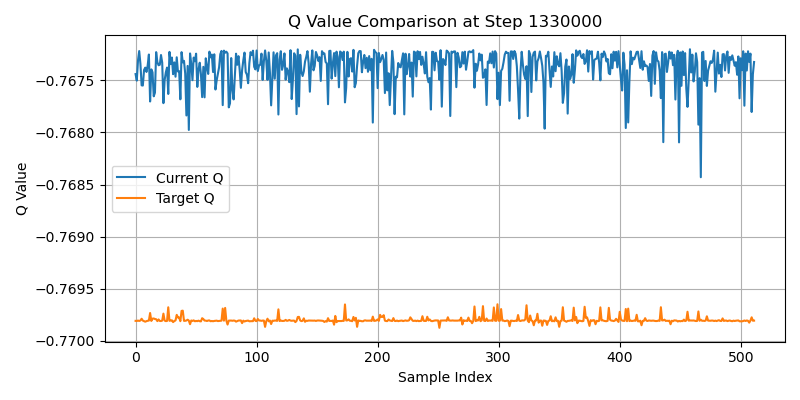 Q Value Comparison at Step 1330000
Q Value
−0.7675
−0.7680
−0.7685
−0.7690
−0.7695
−0.7700
Current Q
Target Q
0
100
200
300
400
500
Sample Index